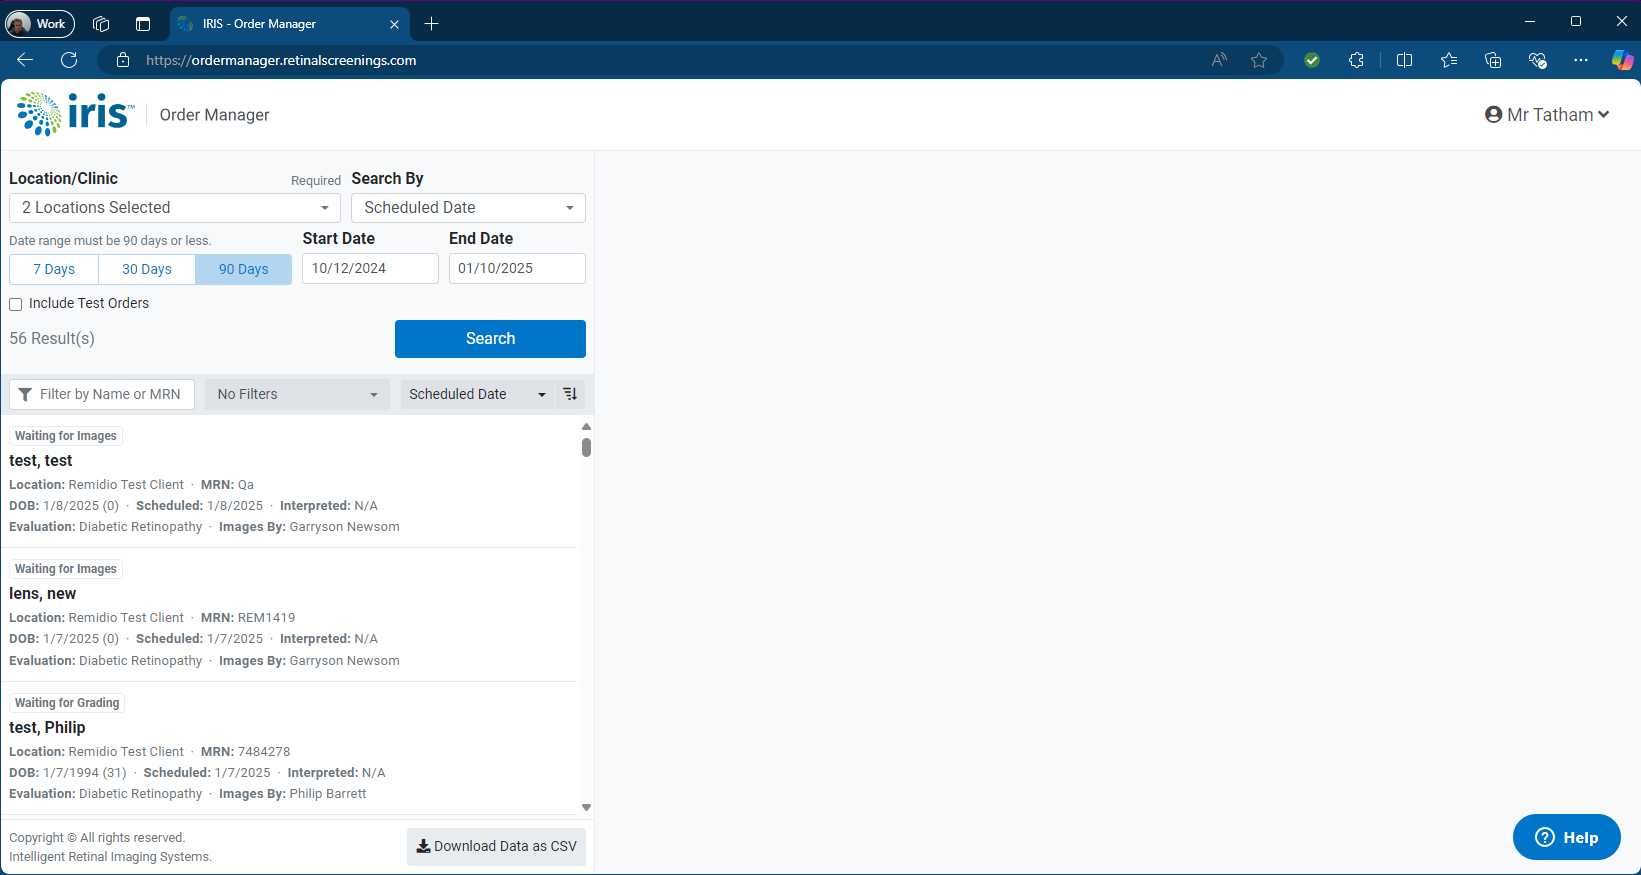 Work
IRIS - Order Manager
https://ordermanager.retinalscreenings.com
iris™
Order Manager
Mr Tatham
Location/Clinic Required Search By
2 Locations Selected Scheduled Date
Date range must be 90 days or less. Start Date End Date
7 Days 30 Days 90 Days 10/12/2024 01/10/2025
Include Test Orders
56 Result(s) Search
Filter by Name or MRN No Filters Scheduled Date
Waiting for Images
test, test
Location: Remidio Test Client · MRN: Qa
DOB: 1/8/2025 (0) · Scheduled: 1/8/2025 · Interpreted: N/A
Evaluation: Diabetic Retinopathy · Images By: Garryson Newsom
Waiting for Images
lens, new
Location: Remidio Test Client · MRN: REM1419
DOB: 1/7/2025 (0) · Scheduled: 1/7/2025 · Interpreted: N/A
Evaluation: Diabetic Retinopathy · Images By: Garryson Newsom
Waiting for Grading
test, Philip
Location: Remidio Test Client · MRN: 7484278
DOB: 1/7/1994 (31) · Scheduled: 1/7/2025 · Interpreted: N/A
Evaluation: Diabetic Retinopathy · Images By: Philip Barrett
Copyright © All rights reserved.
Intelligent Retinal Imaging Systems.
Download Data as CSV
Help